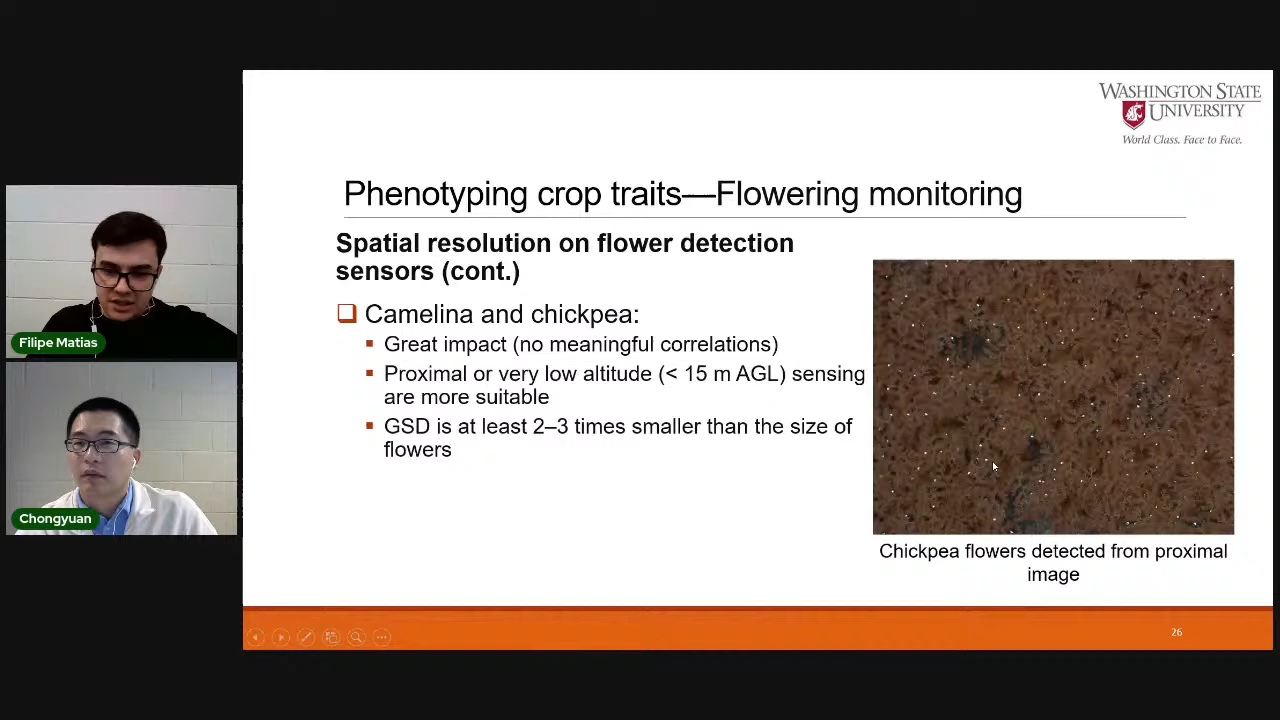 WASHINGTON STATE
UNIVERSITY
World Class. Face to Face.
Phenotyping crop traits—Flowering monitoring
Spatial resolution on flower detection
sensors (cont.)
Camelina and chickpea:
Great impact (no meaningful correlations)
Proximal or very low altitude (< 15 m AGL) sensing
are more suitable
GSD is at least 2–3 times smaller than the size of
flowers
Chickpea flowers detected from proximal
image
26
Filipe Matias
Chongyuan